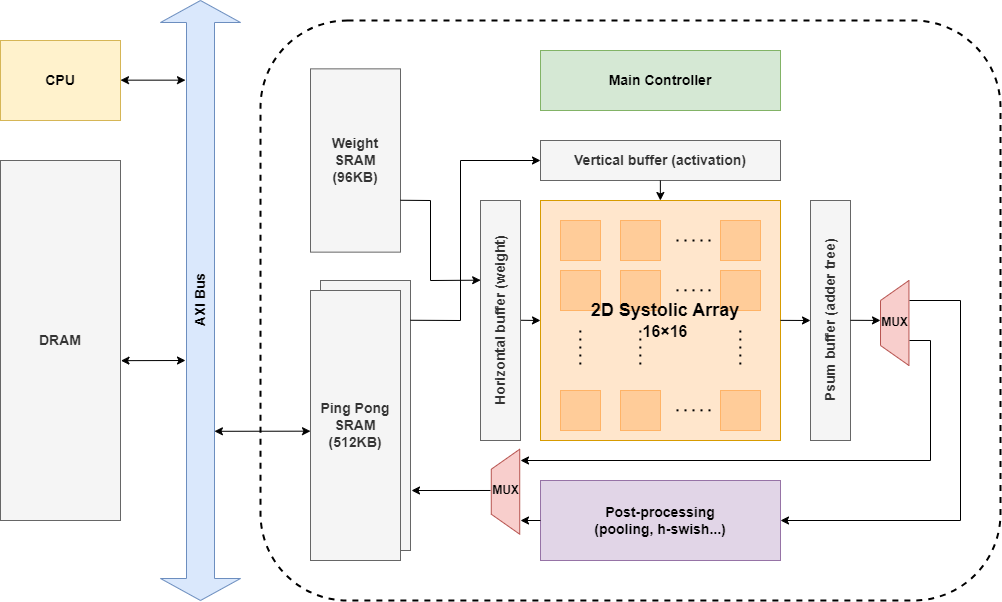 CPU
DRAM
AXI Bus
Main Controller
Weight
SRAM
(96KB)
Vertical buffer (activation)
Horizontal buffer (weight)
2D Systolic Array
16×16
Psum buffer (adder tree)
MUX
Ping Pong
SRAM
(512KB)
MUX
Post-processing
(pooling, h-swish...)